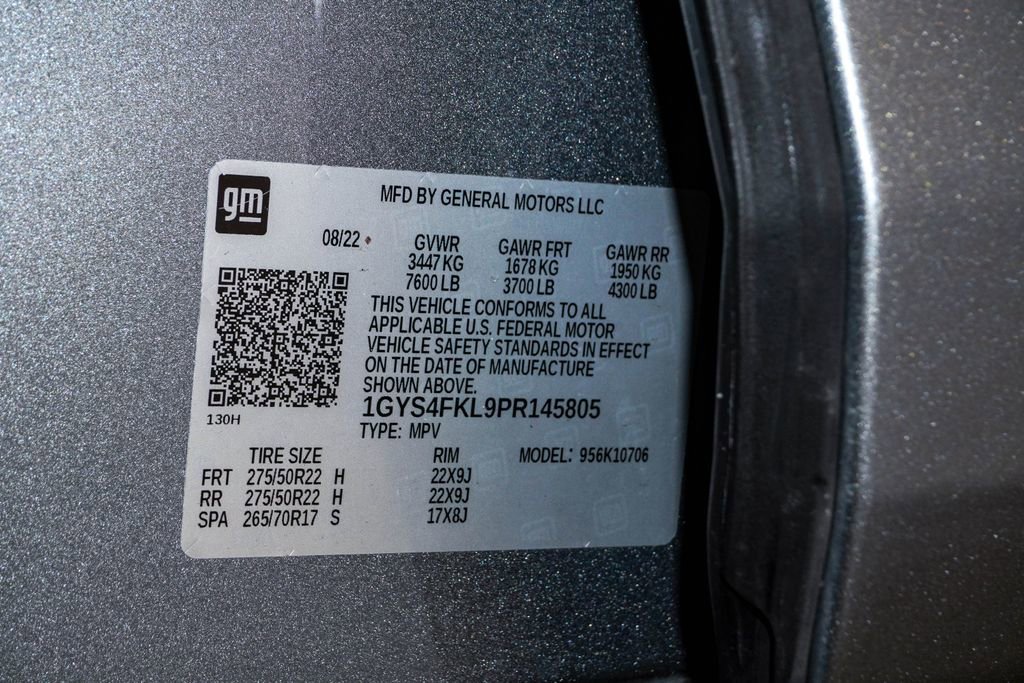 gm
MFD BY GENERAL MOTORS LLC
08/22 GVWR GAWR FRT GAWR RR
3447 KG 1678 KG 1950 KG
7600 LB 3700 LB 4300 LB
THIS VEHICLE CONFORMS TO ALL
APPLICABLE U.S. FEDERAL MOTOR
VEHICLE SAFETY STANDARDS IN EFFECT
ON THE DATE OF MANUFACTURE
SHOWN ABOVE.
130H 1GYS4FKL9PR145805
TYPE: MPV
TIRE SIZE RIM MODEL: 956K10706
FRT 275/50R22 H 22X9J
RR 275/50R22 H 22X9J
SPA 265/70R17 S 17X8J